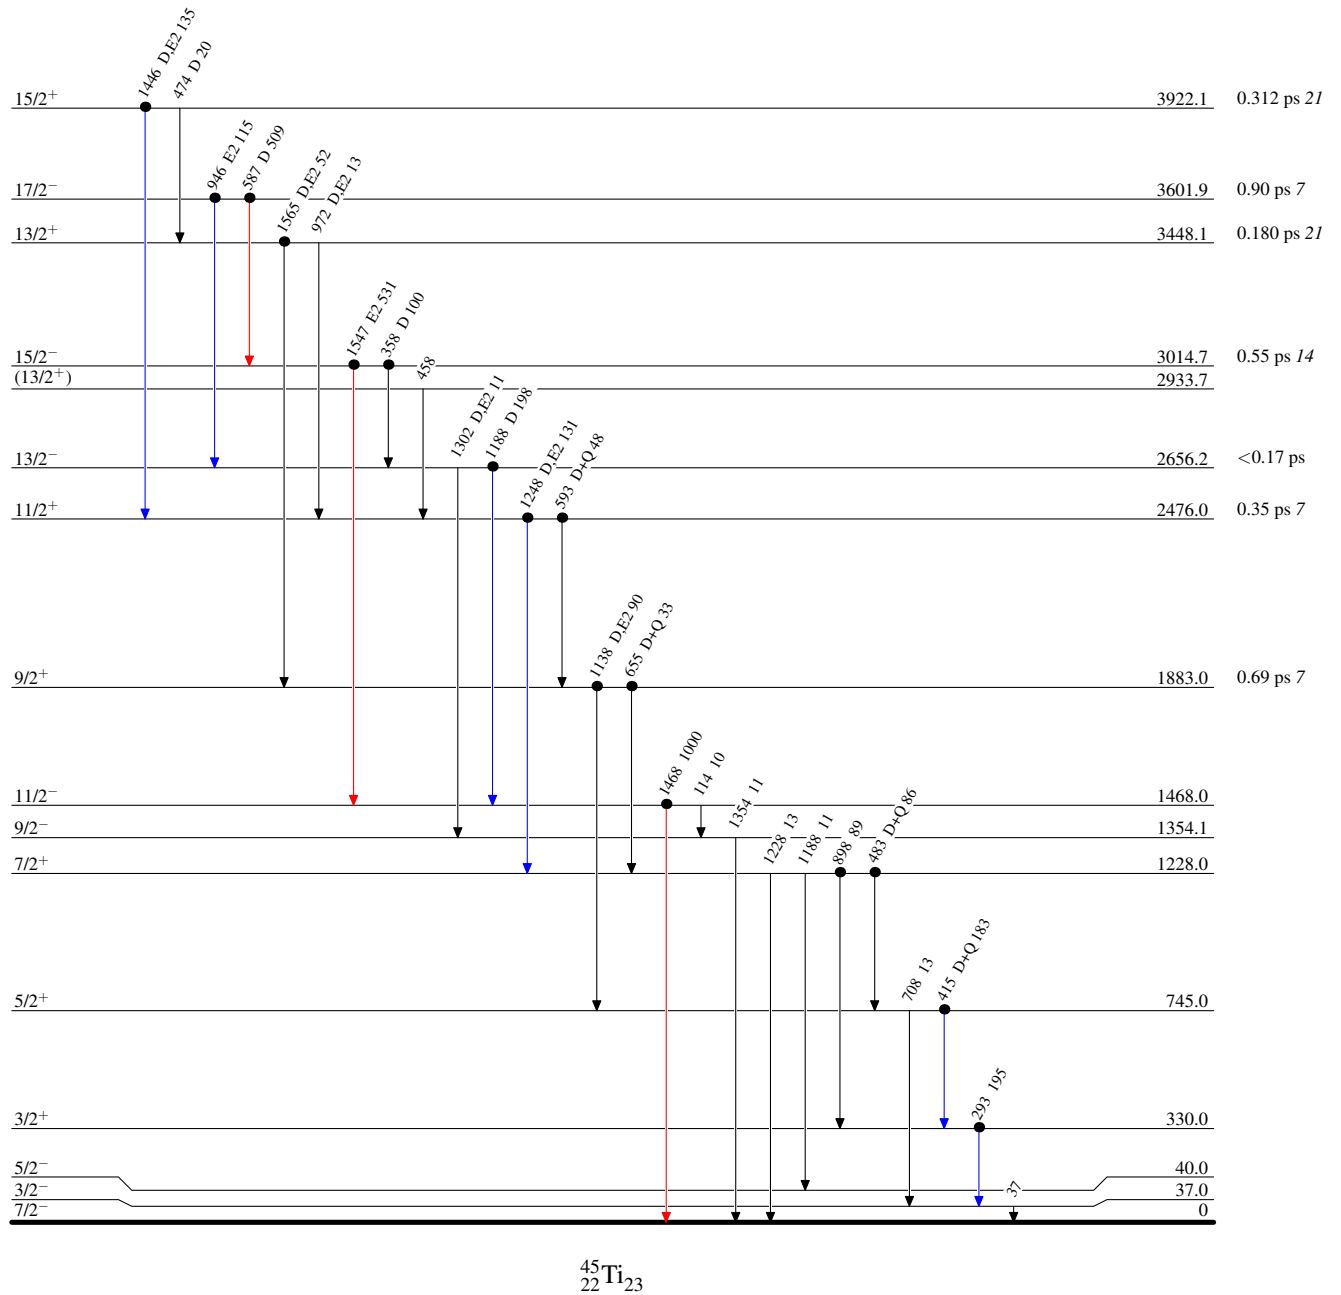 1446 D,E2 135
474 D 20
15/2+ 3922.1 0.312 ps 21
946 E2 115
587 D 509
17/2− 3601.9 0.90 ps 7
1565 D,E2 52
972 D,E2 13
13/2+ 3448.1 0.180 ps 21
1547 E2 531
358 D 100
458
15/2− 3014.7 0.55 ps 14
(13/2+) 2933.7
1302 D,E2 11
1188 D 198
13/2− 2656.2 <0.17 ps
1248 D,E2 131
593 D+Q 48
11/2+ 2476.0 0.35 ps 7
1138 D,E2 90
655 D+Q 33
9/2+ 1883.0 0.69 ps 7
1468 1000
114 10
11/2− 1468.0
1354 11
9/2− 1354.1
1228 13
1188 11
898 89
483 D+Q 86
7/2+ 1228.0
708 13
415 D+Q 183
5/2+ 745.0
293 195
3/2+ 330.0
5/2− 40.0
3/2− 37.0
37
7/2− 0
45 22 Ti 23